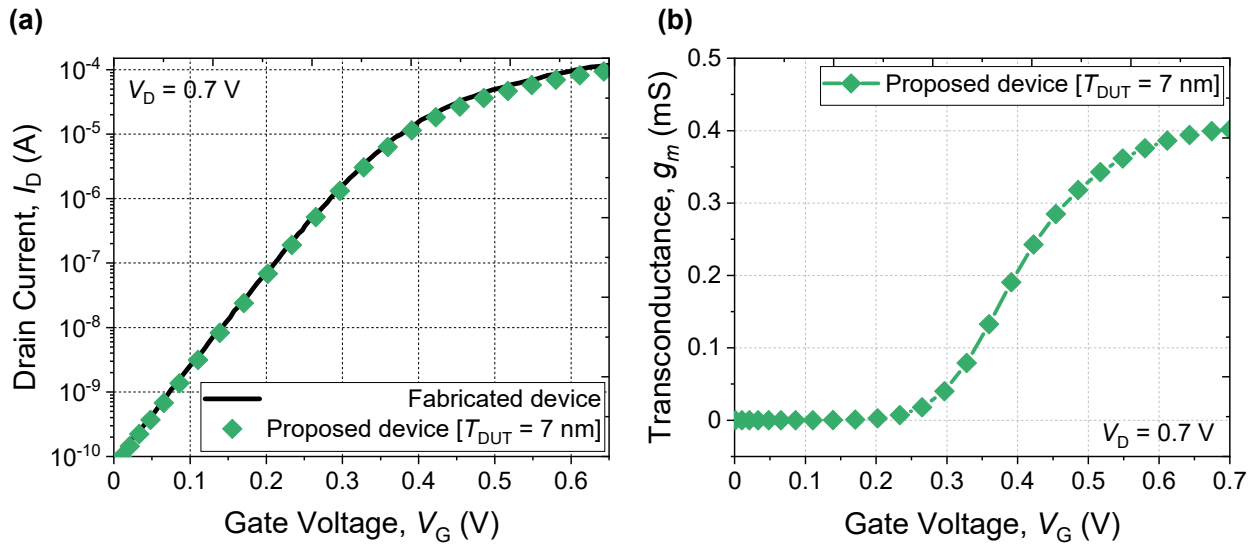 (a)
Drain Current, I_D (A)
10^-4
10^-5
10^-6
10^-7
10^-8
10^-9
10^-10
V_D = 0.7 V
Fabricated device
Proposed device [T_DUT = 7 nm]
0 0.1 0.2 0.3 0.4 0.5 0.6
Gate Voltage, V_G (V)
(b)
Transconductance, g_m (mS)
0.5
0.4
0.3
0.2
0.1
0
Proposed device [T_DUT = 7 nm]
V_D = 0.7 V
0 0.1 0.2 0.3 0.4 0.5 0.6 0.7
Gate Voltage, V_G (V)